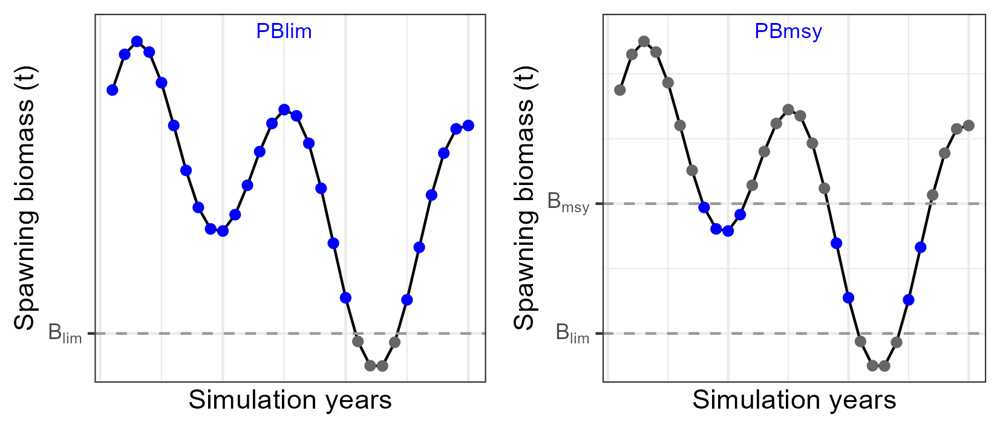 PBlim
Spawning biomass (t)
Blim
Simulation years
PBmsy
Spawning biomass (t)
Bmsy
Blim
Simulation years